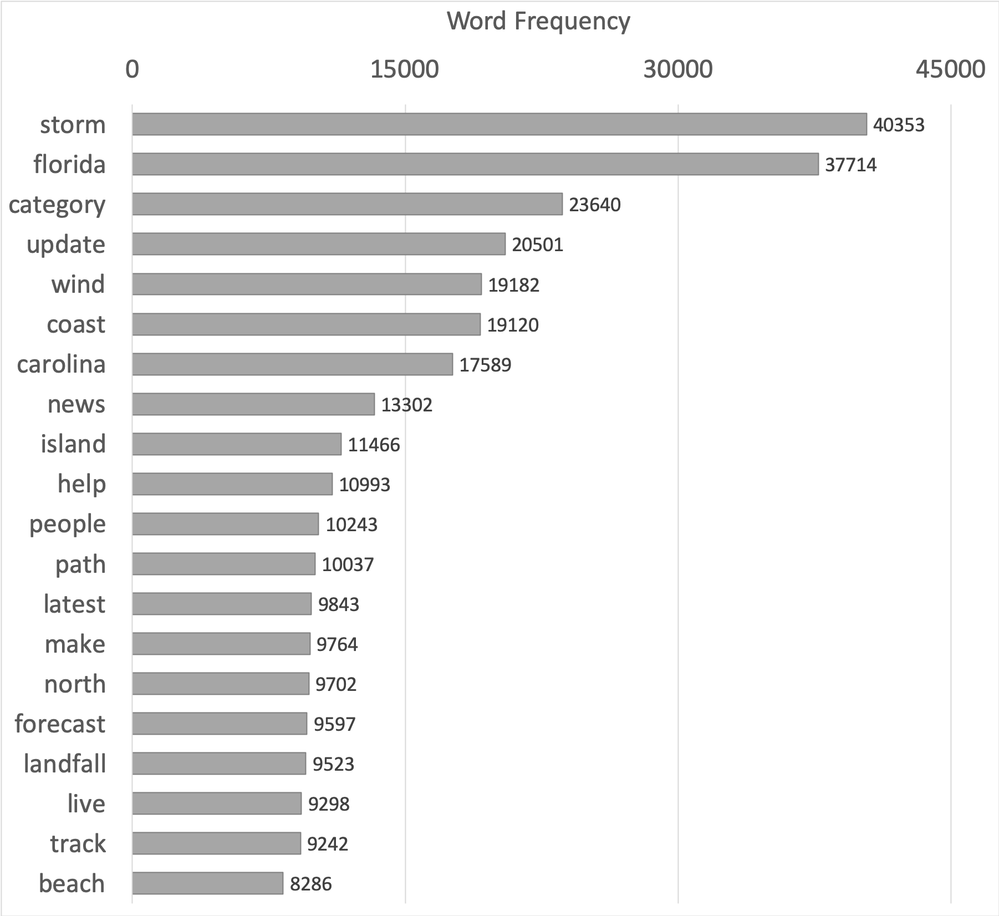 Word Frequency
0 15000 30000 45000
storm 40353
florida 37714
category 23640
update 20501
wind 19182
coast 19120
carolina 17589
news 13302
island 11466
help 10993
people 10243
path 10037
latest 9843
make 9764
north 9702
forecast 9597
landfall 9523
live 9298
track 9242
beach 8286